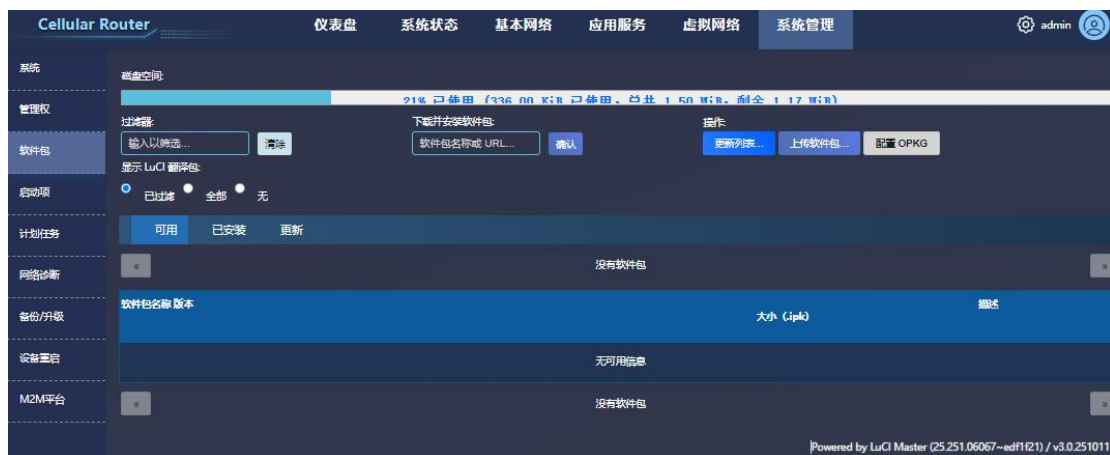 Cellular Router 仪表盘 系统状态 基本网络 应用服务 虚拟网络 系统管理 admin
系统
管理权
软件包
启动项
计划任务
网络诊断
备份/升级
设备重启
M2M平台
磁盘空间:
21% 已使用 (336.00 KiB 已使用，总共 1.50 MiB，剩余 1.17 MiB)
过滤器: 下载并安装软件包: 操作:
输入以筛选... 清除 软件包名称或 URL... 确认 更新列表... 上传软件包... 配置 OPKG
显示 LuCI 翻译包:
已过滤 全部 无
可用 已安装 更新
« 没有软件包 »
软件包名称 版本 大小 (.ipk) 描述
无可用信息
« 没有软件包 »
Powered by LuCI Master (25.251.06067~edf1f21) / v3.0.251011